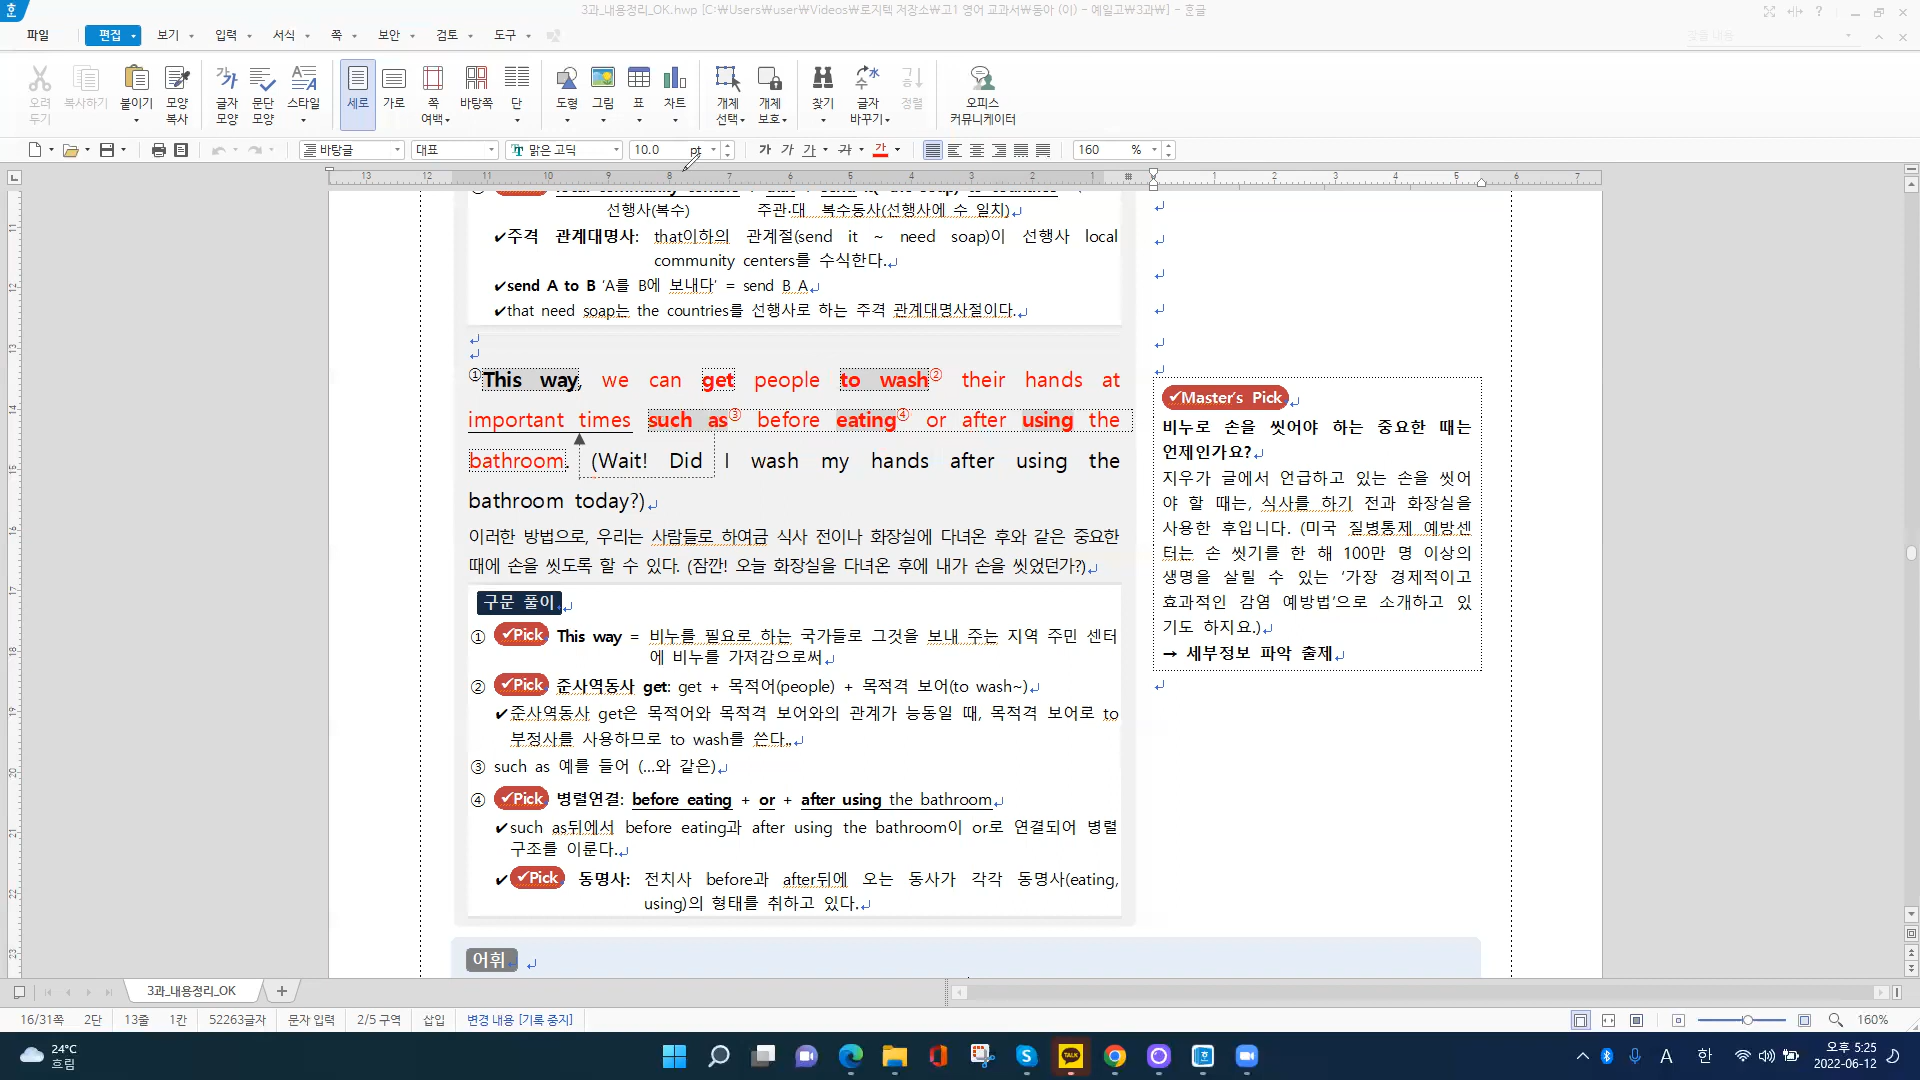 3과_내용정리_OK.hwp [C:₩Users₩user₩Videos₩로지텍 저장소₩고1 영어 교과서₩동아 (이) - 예일고₩3과₩] - 흔글
파일 편집 보기 입력 서식 쪽 보안 검토 도구
오려 두기 복사하기 붙이기 모양 복사 글자 모양 문단 모양 스타일 세로 가로 쪽 여백 바탕쪽 단 도형 그림 표 차트 개체 선택 개체 보호 찾기 글자 바꾸기 정렬 오피스 커뮤니케이터
바탕글 대표 맑은 고딕 10.0 pt 가 가 가 가 가 160 %
13 12 11 10 9 8 7 6 5 4 3 2 1 1 2 3 4 5 6 7
선행사(복수) 주관·대 복수동사(선행사에 수 일치)
✔주격 관계대명사: that이하의 관계절(send it ~ need soap)이 선행사 local
community centers를 수식한다.
✔send A to B 'A를 B에 보내다' = send B A
✔that need soap는 the countries를 선행사로 하는 주격 관계대명사절이다.
①This way, we can get people to wash② their hands at
important times such as③ before eating④ or after using the
bathroom. (Wait! Did I wash my hands after using the
bathroom today?)
이러한 방법으로, 우리는 사람들로 하여금 식사 전이나 화장실에 다녀온 후와 같은 중요한
때에 손을 씻도록 할 수 있다. (잠깐! 오늘 화장실을 다녀온 후에 내가 손을 씻었던가?)
구문 풀이
① ✔Pick This way = 비누를 필요로 하는 국가들로 그것을 보내 주는 지역 주민 센터
에 비누를 가져감으로써
② ✔Pick 준사역동사 get: get + 목적어(people) + 목적격 보어(to wash~)
✔준사역동사 get은 목적어와 목적격 보어와의 관계가 능동일 때, 목적격 보어로 to
부정사를 사용하므로 to wash를 쓴다..
③ such as 예를 들어 (...와 같은)
④ ✔Pick 병렬연결: before eating + or + after using the bathroom
✔such as뒤에서 before eating과 after using the bathroom이 or로 연결되어 병렬
구조를 이룬다.
✔ ✔Pick 동명사: 전치사 before과 after뒤에 오는 동사가 각각 동명사(eating,
using)의 형태를 취하고 있다.
어휘
✔Master's Pick
비누로 손을 씻어야 하는 중요한 때는
언제인가요?
지우가 글에서 언급하고 있는 손을 씻어
야 할 때는, 식사를 하기 전과 화장실을
사용한 후입니다. (미국 질병통제 예방센
터는 손 씻기를 한 해 100만 명 이상의
생명을 살릴 수 있는 '가장 경제적이고
효과적인 감염 예방법'으로 소개하고 있
기도 하지요.)
→ 세부정보 파악 출제
3과_내용정리_OK
16/31쪽 2단 13줄 1칸 52263글자 문자 입력 2/5 구역 삽입 변경 내용 [기록 중지] 160%
24°C
흐림
A 한 오후 5:25
2022-06-12